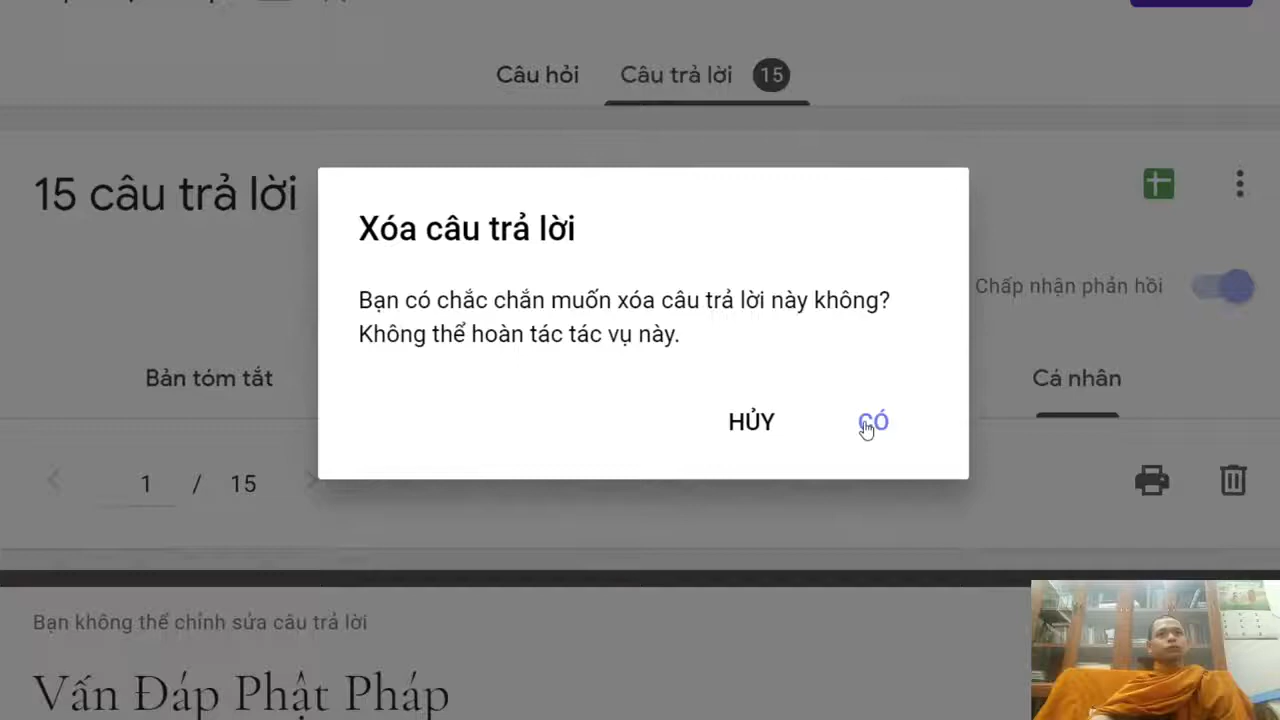 Câu hỏi
Câu trả lời
15
15 câu trả lời
Xóa câu trả lời
Bạn có chắc chắn muốn xóa câu trả lời này không?
Không thể hoàn tác tác vụ này.
Chấp nhận phản hồi
Bản tóm tắt
Cá nhân
HỦY
CÓ
1 / 15
Bạn không thể chỉnh sửa câu trả lời
Vấn Đáp Phật Pháp